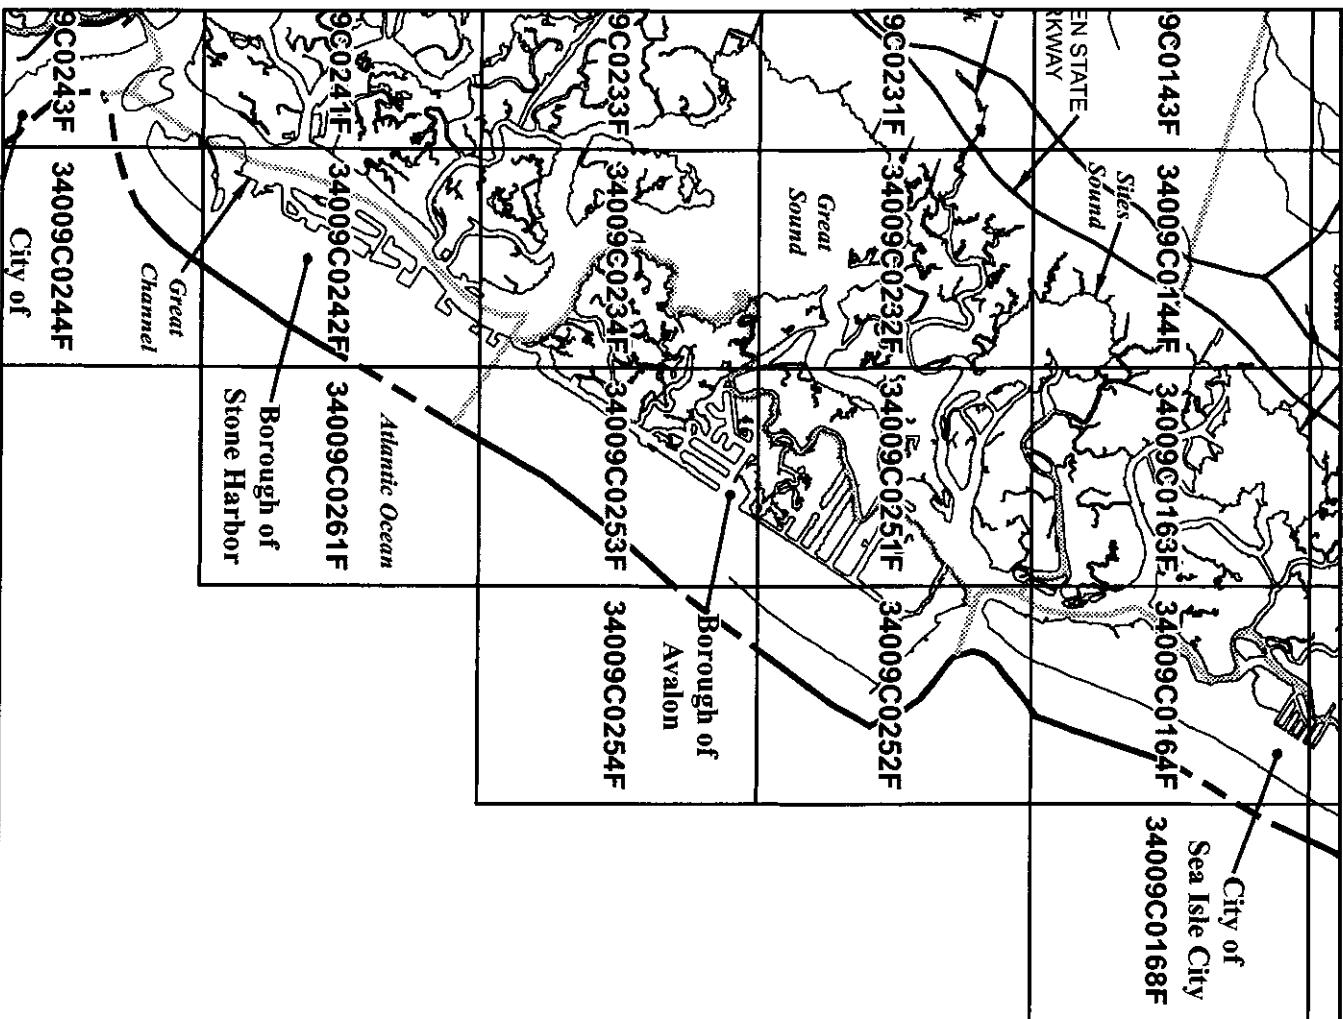 City of
Sea Isle City
9C0143F 34009C0144F 34009C0163F 34009C0164F 34009C0168F
Sites
Sound
EN STATE
RKWAY
9C0231F 34009C0232F 34009C0251F 34009C0252F
Great
Sound
Borough of
Avalon
9C0233F 34009C0234F 34009C0253F 34009C0254F
Atlantic Ocean
9C0241F 34009C0242F 34009C0261F
Borough of
Stone Harbor
Great
Channel
9C0243F 34009C0244F
City of